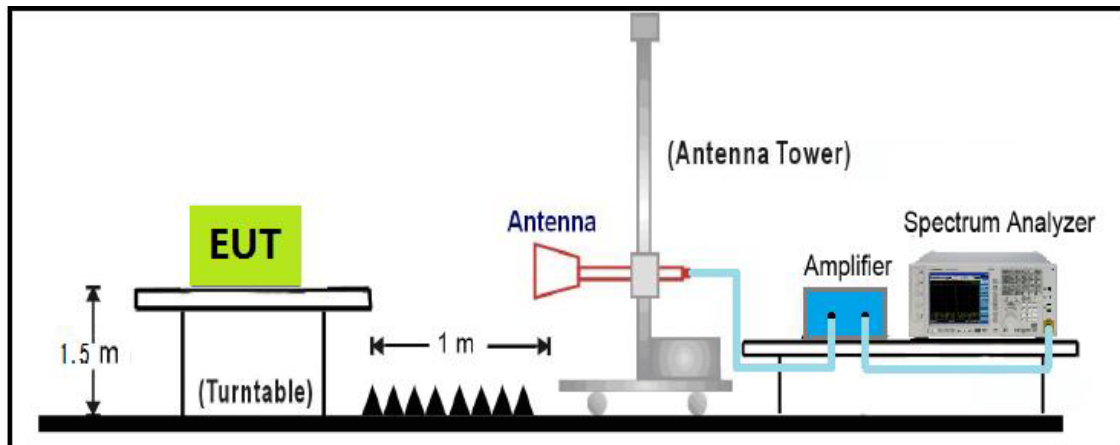 (Antenna Tower)
Antenna
Spectrum Analyzer
Amplifier
EUT
1.5 m
1 m
(Turntable)